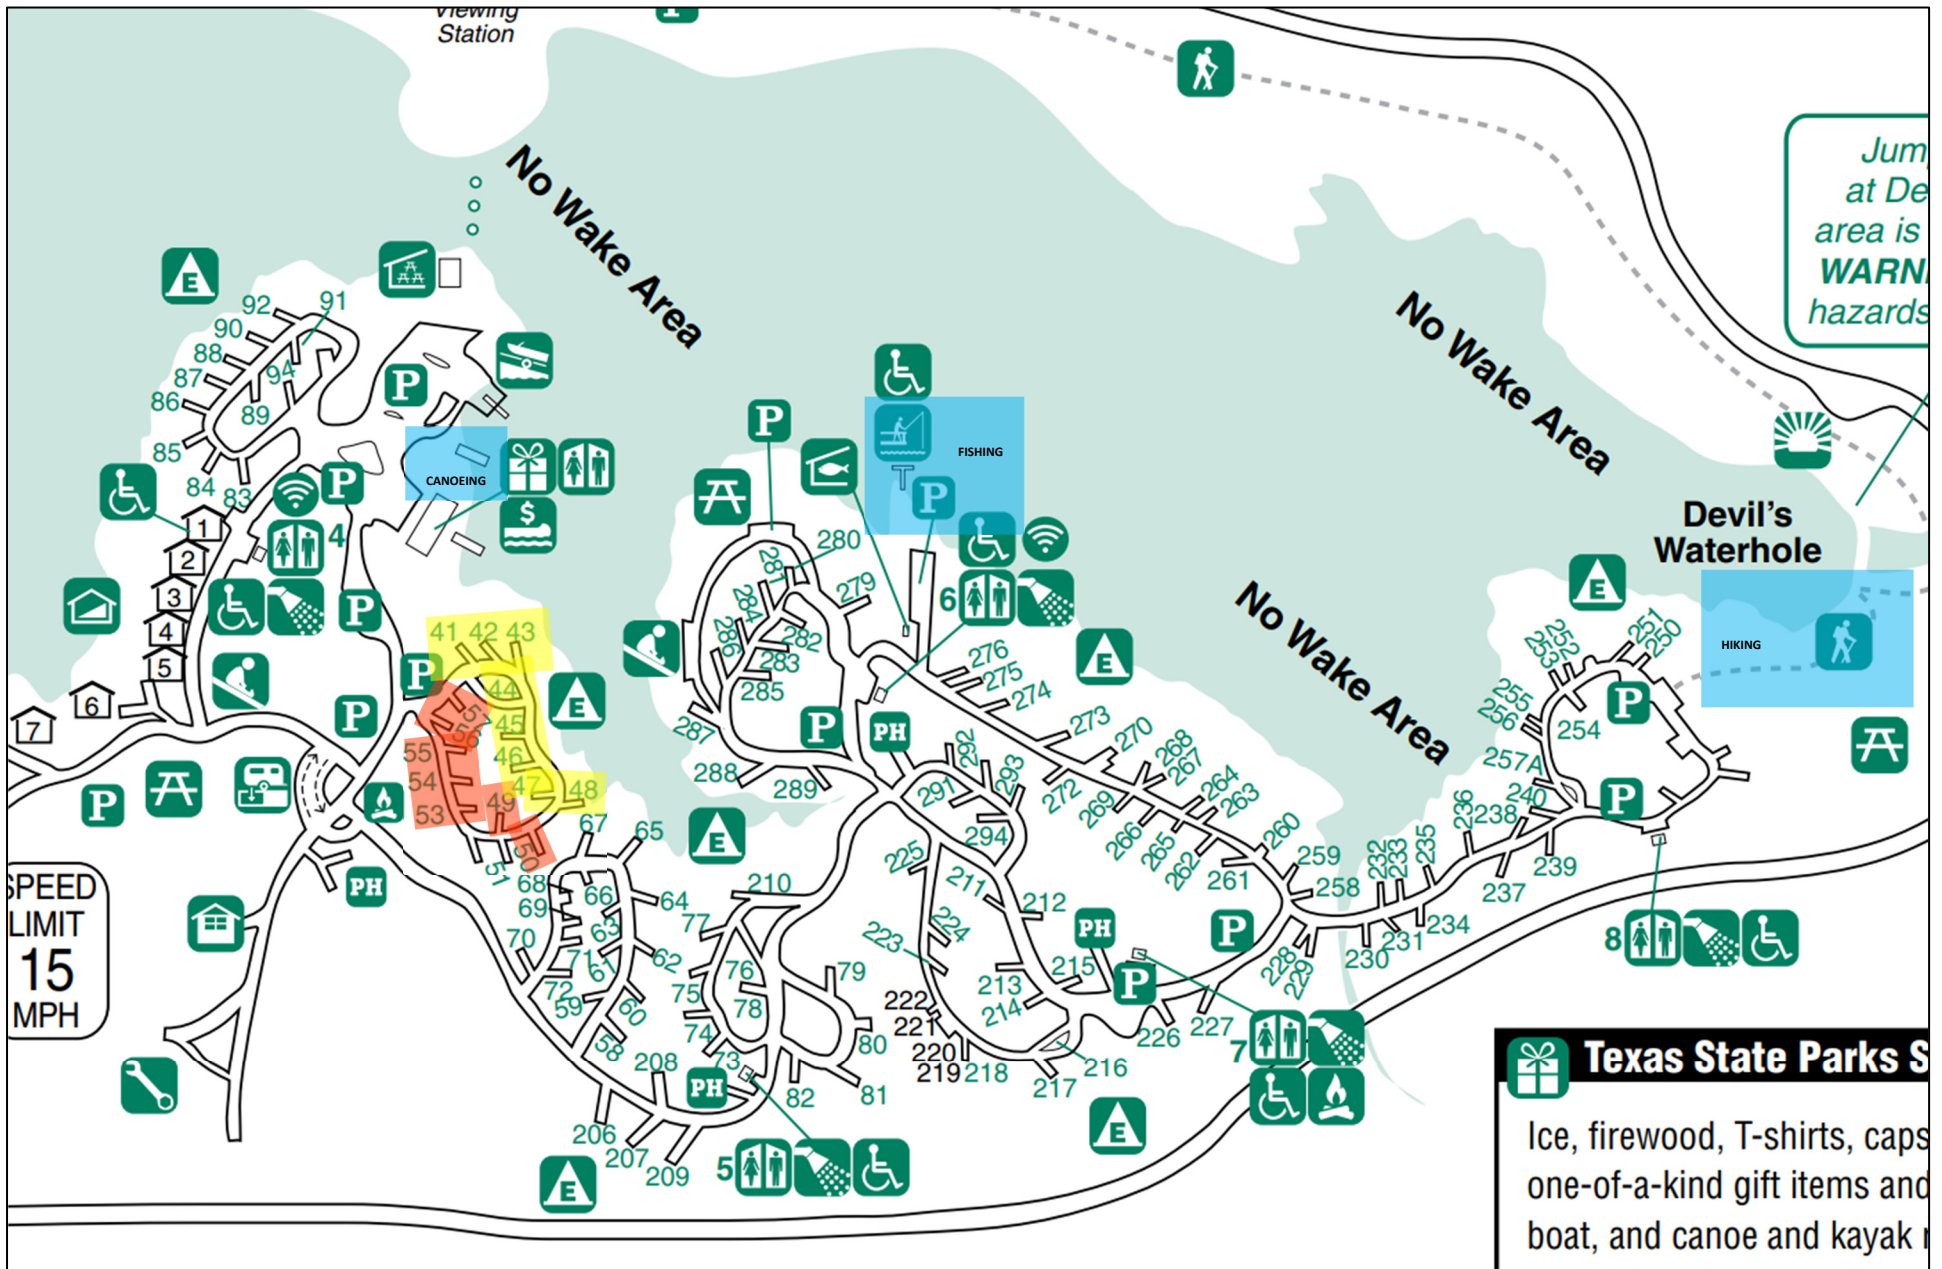 Viewing
Station
No Wake Area
No Wake Area
No Wake Area
Jum
at De
area is
WARN
hazards
92
91
90
88
87
94
86
89
85
84
83
P
CANOEING
$
P
4
1
2
3
4
5
6
7
P
P
P
P
E
41
42
43
44
45
46
47
48
49
50
51
53
54
55
56
57
E
PH
SPEED
LIMIT
15
MPH
P
FISHING
P
6
280
281
279
284
282
286
283
285
287
288
289
P
PH
E
276
275
274
273
270
272
268
267
264
263
269
266
265
262
260
261
259
258
292
293
291
294
E
67
65
68
66
69
64
63
70
71
61
62
72
59
60
58
210
77
76
75
78
79
74
73
80
81
82
208
PH
206
207
209
E
5
225
211
212
224
223
PH
215
213
214
222
221
220
219
218
217
216
P
P
226
227
228
229
7
E
232
233
235
230
231
234
236
238
240
237
239
257A
256
255
253
252
251
250
254
P
P
E
8
Devil's
Waterhole
HIKING
E
Texas State Parks S
Ice, firewood, T-shirts, caps
one-of-a-kind gift items and
boat, and canoe and kayak r